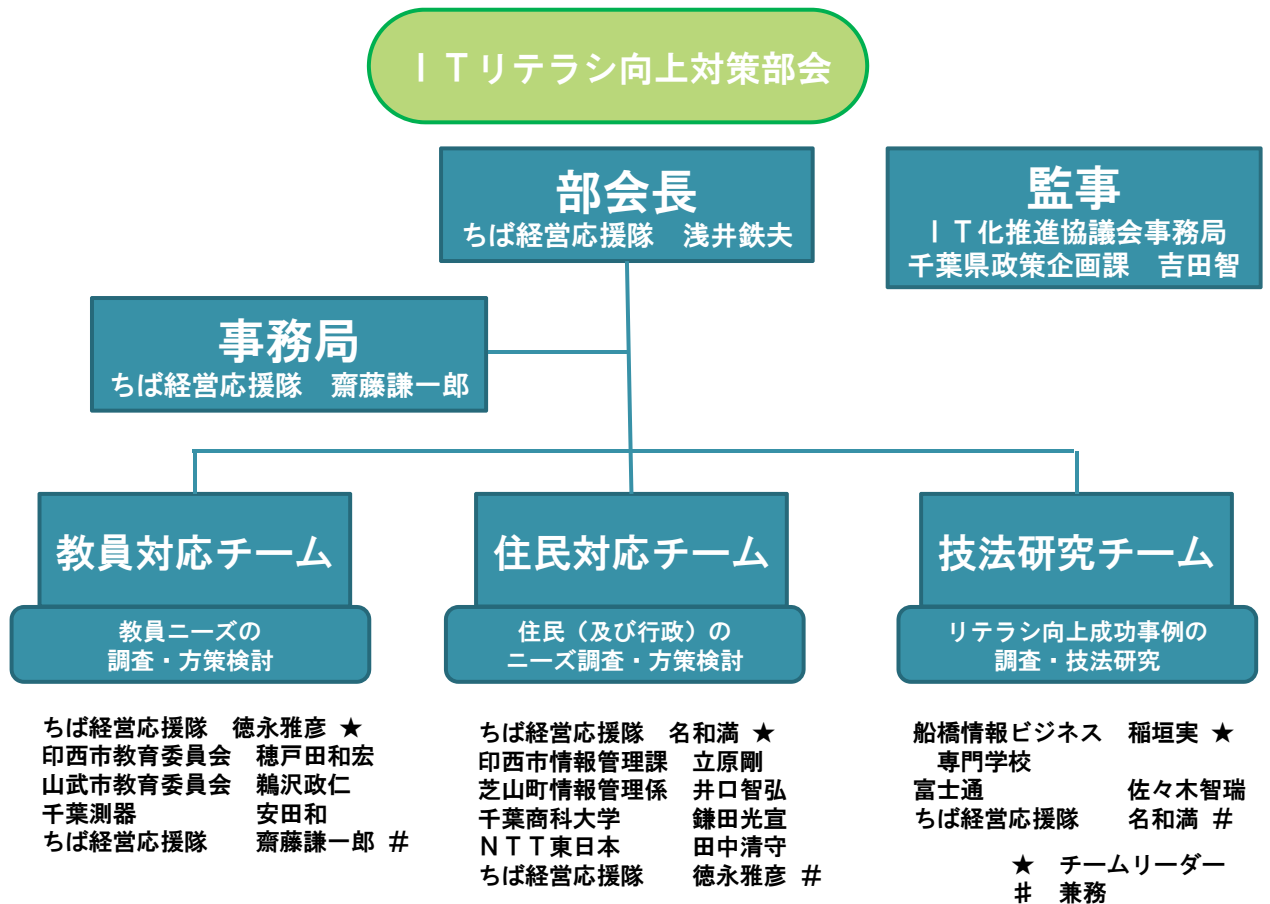 ＩＴリテラシ向上対策部会
部会長
ちば経営応援隊　浅井鉄夫
監事
ＩＴ化推進協議会事務局
千葉県政策企画課　吉田智
事務局
ちば経営応援隊　齋藤謙一郎
教員対応チーム
教員ニーズの
調査・方策検討
ちば経営応援隊　徳永雅彦 ★
印西市教育委員会　穂戸田和宏
山武市教育委員会　鵜沢政仁
千葉測器　安田和
ちば経営応援隊　齋藤謙一郎 ＃
住民対応チーム
住民（及び行政）の
ニーズ調査・方策検討
ちば経営応援隊　名和満 ★
印西市情報管理課　立原剛
芝山町情報管理係　井口智弘
千葉商科大学　鎌田光宣
ＮＴＴ東日本　田中清守
ちば経営応援隊　徳永雅彦 ＃
技法研究チーム
リテラシ向上成功事例の
調査・技法研究
船橋情報ビジネス　稲垣実 ★
専門学校
富士通　佐々木智瑞
ちば経営応援隊　名和満 ＃
★　チームリーダー
＃　兼務